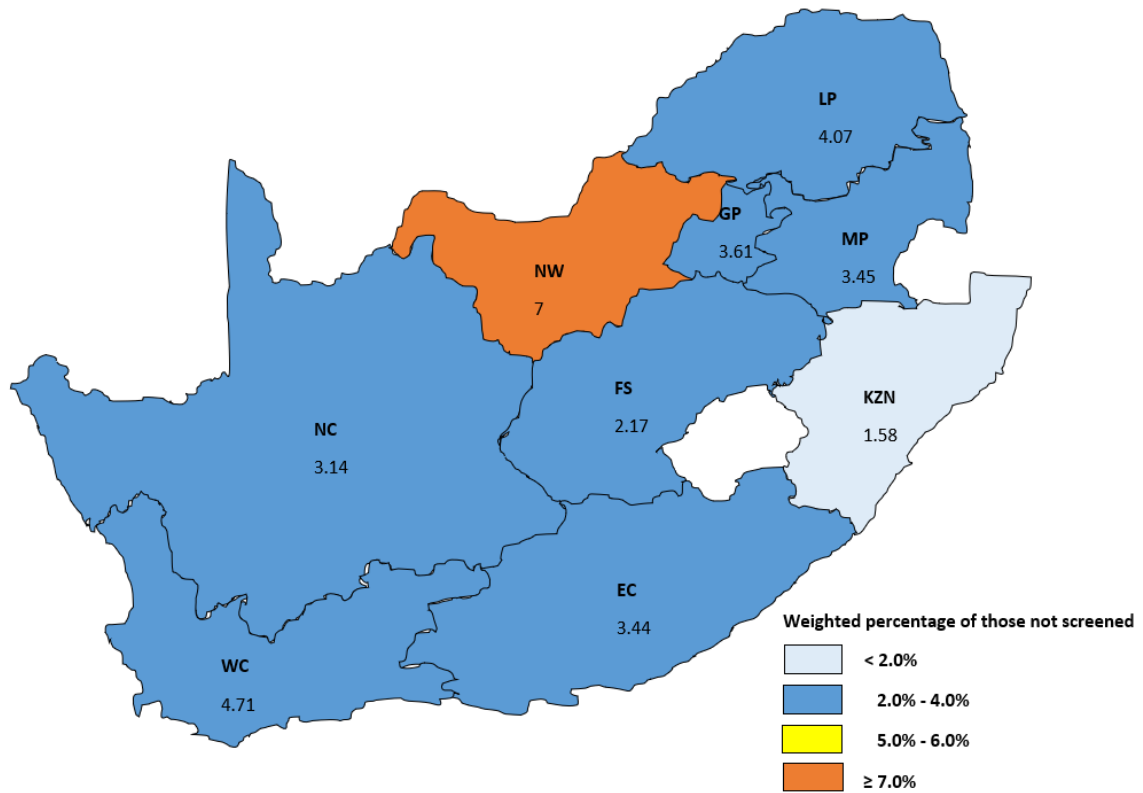 LP
4.07
GP
3.61
MP
3.45
NW
7
FS
2.17
KZN
1.58
NC
3.14
EC
3.44
WC
4.71
Weighted percentage of those not screened
< 2.0%
2.0% - 4.0%
5.0% - 6.0%
≥ 7.0%